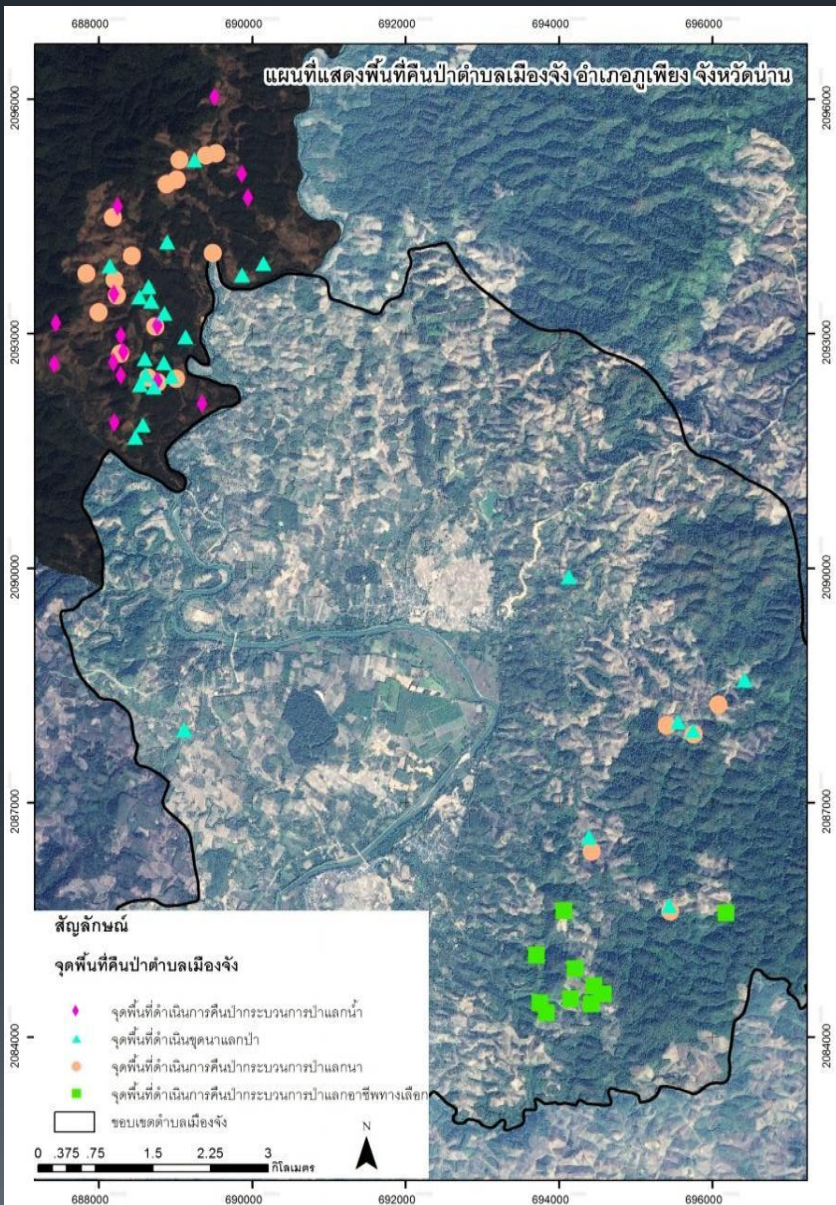 688000 690000 692000 694000 696000
แผนที่แสดงพื้นที่คืนป่าตำบลเมืองจัง อำเภอภูเพียง จังหวัดน่าน
2096000 2096000
2093000 2093000
2090000 2090000
2087000 2087000
2084000 2084000
สัญลักษณ์
จุดพื้นที่คืนป่าตำบลเมืองจัง
จุดพื้นที่ดำเนินการคืนป่ากระบวนการป่าแลกน้ำ
จุดพื้นที่ดำเนินขุดนาแลกป่า
จุดพื้นที่ดำเนินการคืนป่ากระบวนการป่าแลกนา
จุดพื้นที่ดำเนินการคืนป่ากระบวนการป่าแลกอาชีพทางเลือก
ขอบเขตตำบลเมืองจัง
N
0 .375 .75 1.5 2.25 3
กิโลเมตร
688000 690000 692000 694000 696000